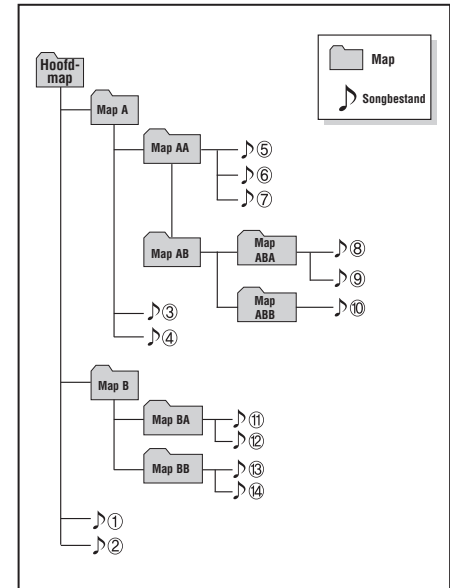 Hoofd-
map
Map
Songbestand
Map A
Map AA
⑤
⑥
⑦
Map AB
Map
ABA
⑧
⑨
Map
ABB
⑩
③
④
Map B
Map BA
⑪
⑫
Map BB
⑬
⑭
①
②